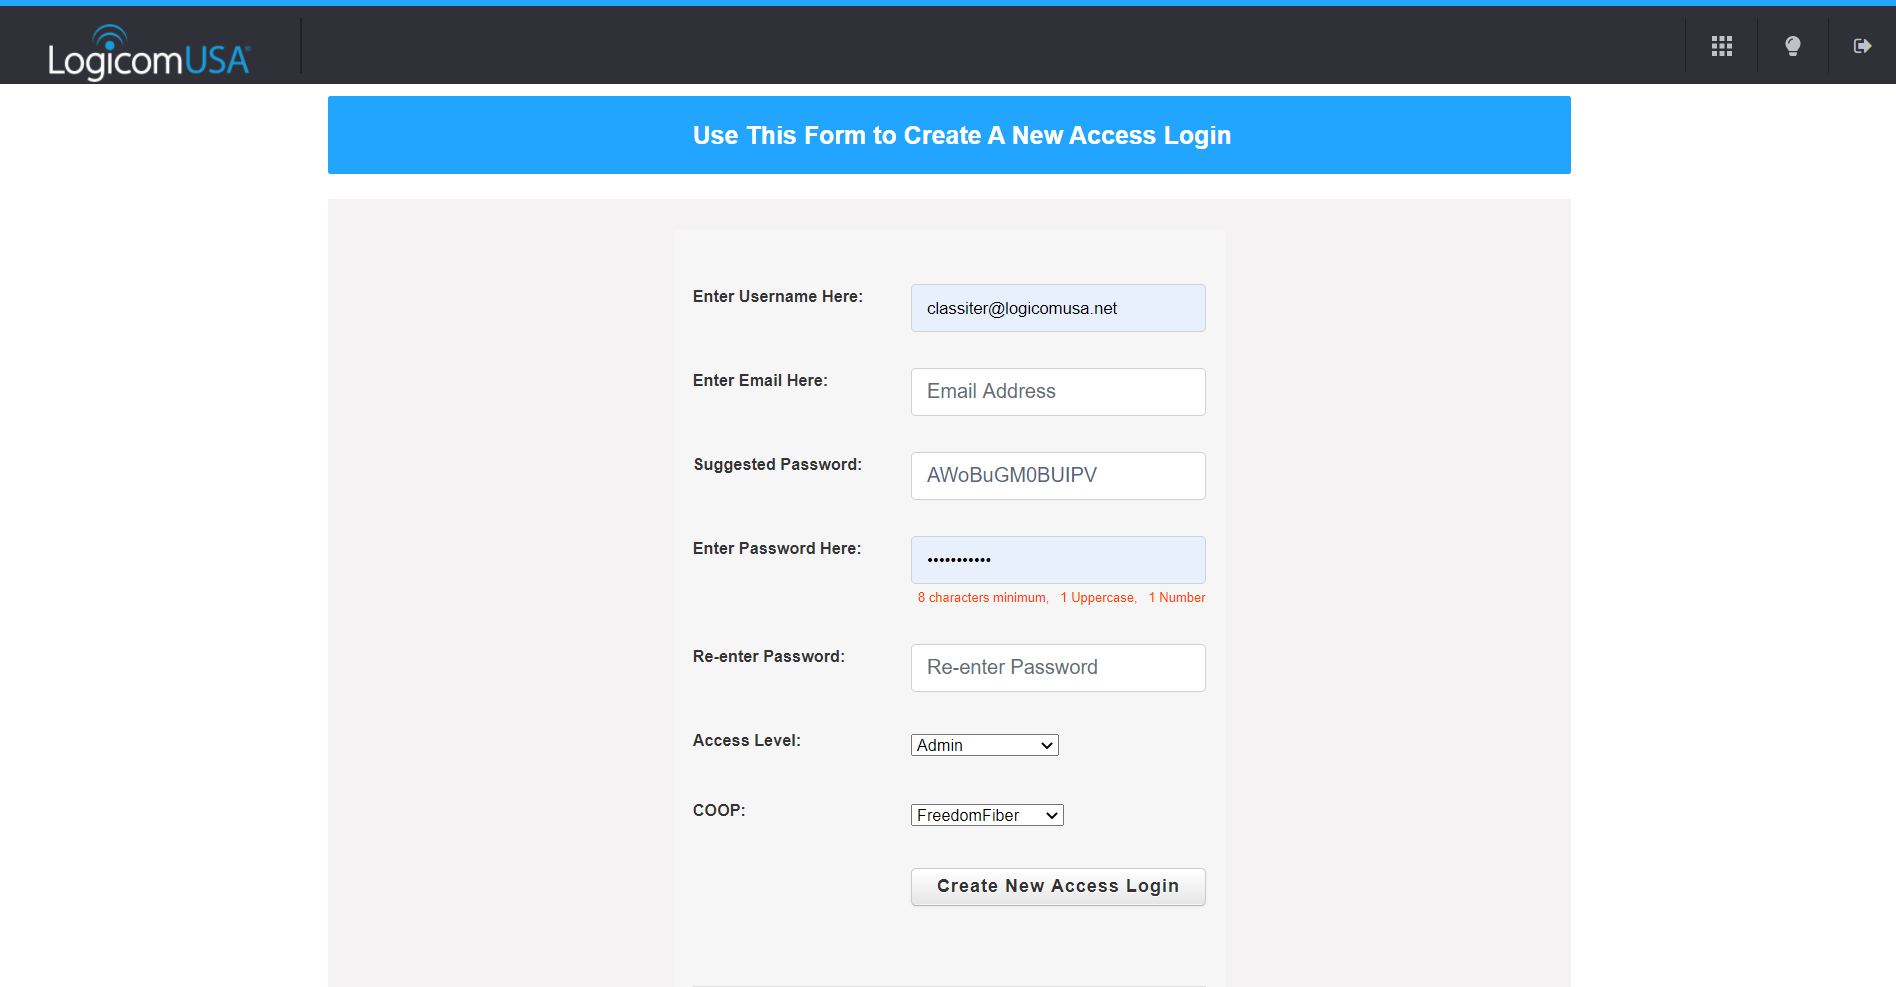 LogicomUSA
Use This Form to Create A New Access Login
Enter Username Here:
classiter@logicomusa.net
Enter Email Here:
Email Address
Suggested Password:
AWoBuGM0BUIPV
Enter Password Here:
•••••••••••
8 characters minimum, 1 Uppercase, 1 Number
Re-enter Password:
Re-enter Password
Access Level:
Admin
COOP:
FreedomFiber
Create New Access Login